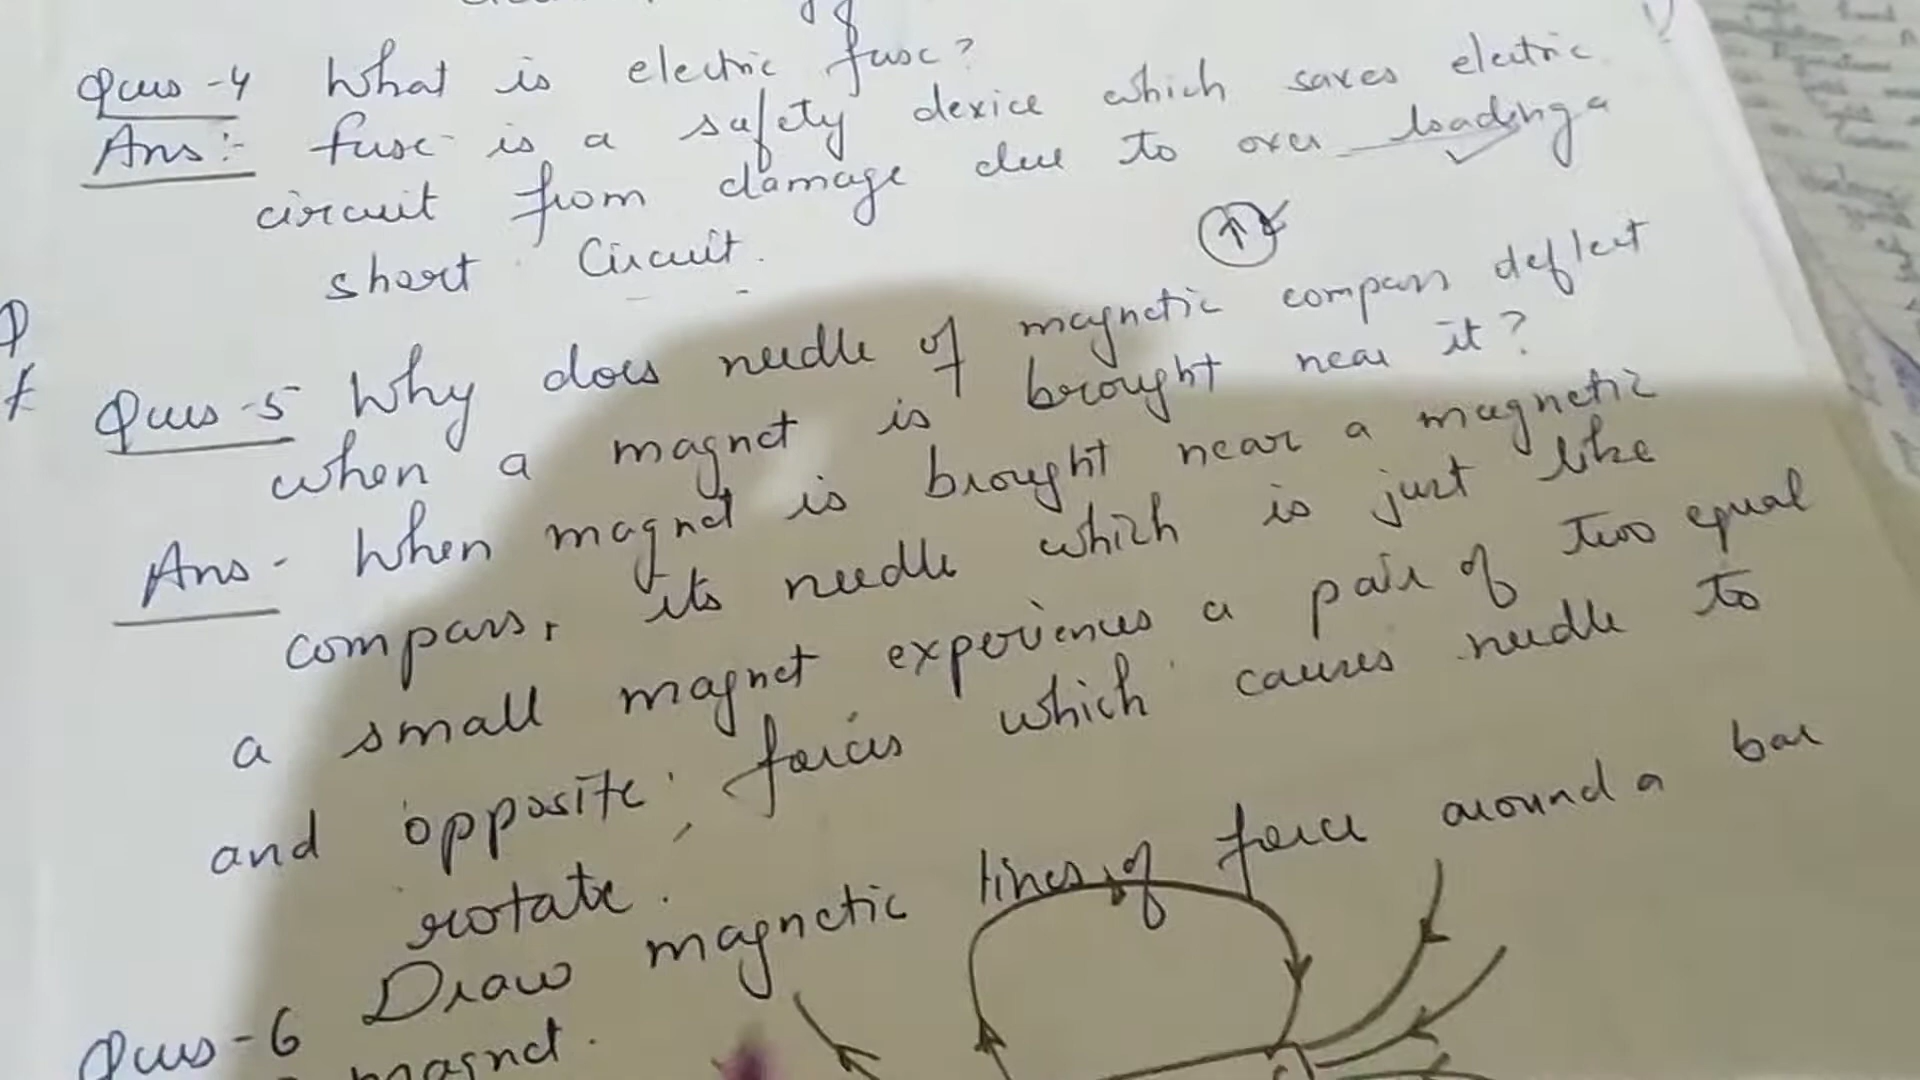 Ques-4 What is electric fuse?
Ans:- fuse is a safety device which saves electric
circuit from damage due to over loading a
short Circuit.
Ques-5 Why does needle of magnetic compass deflect
when a magnet is brought near it?
Ans- When magnet is brought near a magnetic
compass, its needle which is just like
a small magnet experiences a pair of two equal
and opposite forces which causes needle to
rotate.
Ques-6 Draw magnetic lines of force around a bar
magnet.